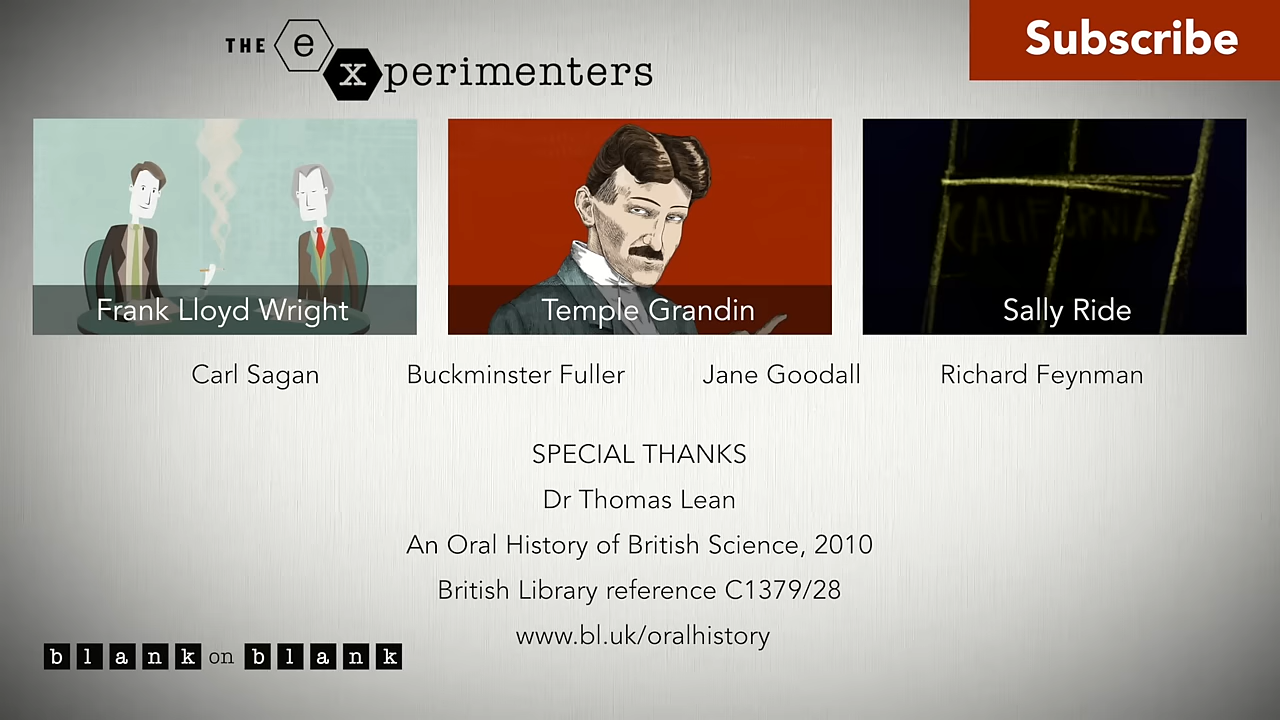 THE experimenters
Subscribe
Frank Lloyd Wright
Temple Grandin
CALIFORNIA
Sally Ride
Carl Sagan Buckminster Fuller Jane Goodall Richard Feynman
SPECIAL THANKS
Dr Thomas Lean
An Oral History of British Science, 2010
British Library reference C1379/28
www.bl.uk/oralhistory
blank on blank